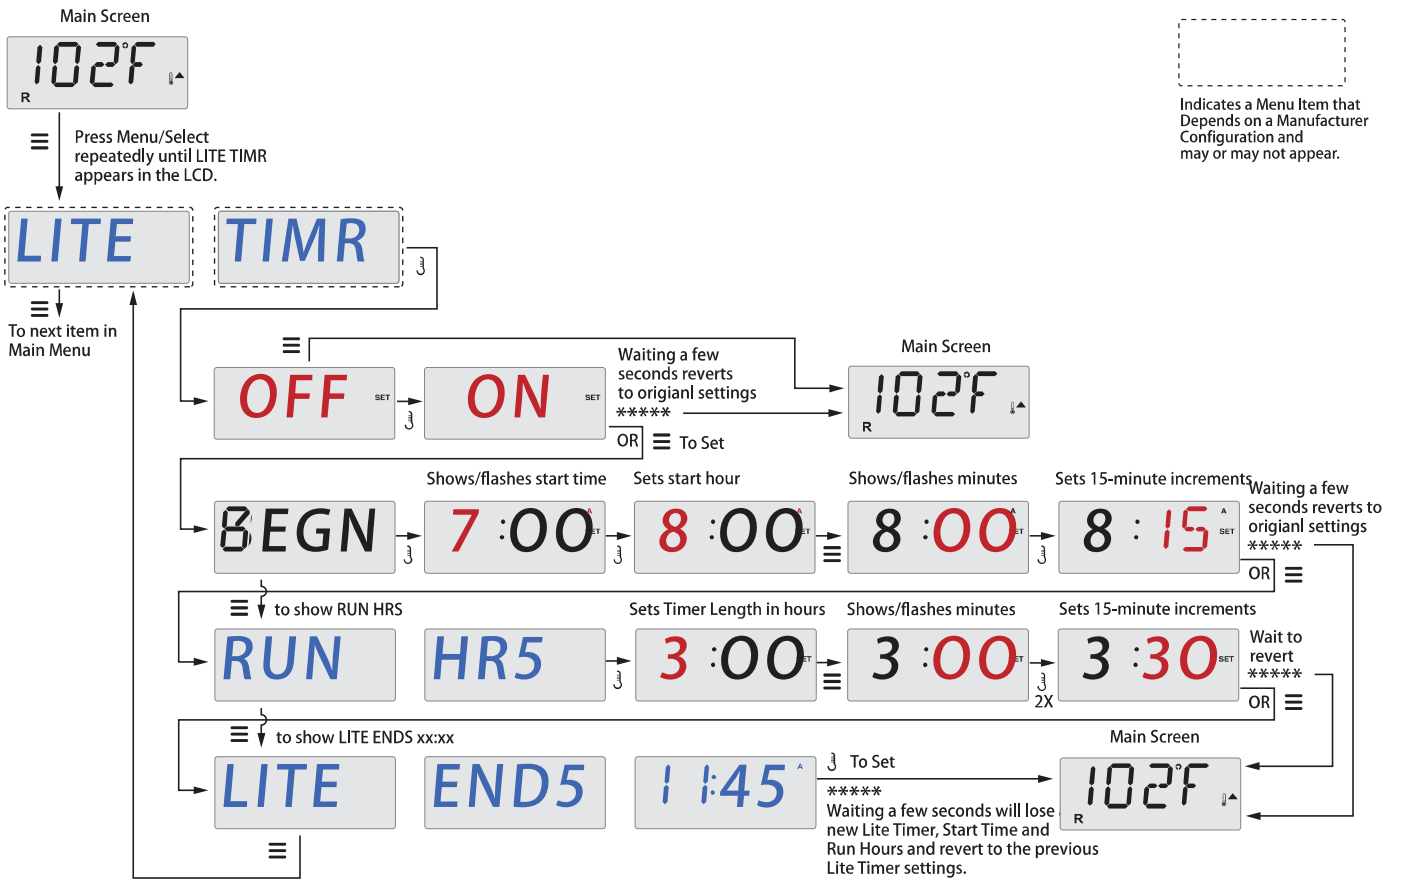 Main Screen
102°F
R
Indicates a Menu Item that
Depends on a Manufacturer
Configuration and
may or may not appear.
Press Menu/Select
repeatedly until LITE TIMR
appears in the LCD.
LITE TIMR
To next item in
Main Menu
OFF SET
ON SET
Waiting a few
seconds reverts
to origianl settings
*****
OR To Set
Main Screen
102°F
R
Shows/flashes start time
Sets start hour
Shows/flashes minutes
Sets 15-minute increments
BEGN
7:00 A SET
8:00 A SET
8:00 A SET
8:15 A SET
Waiting a few
seconds reverts to
origianl settings
*****
OR
to show RUN HRS
Sets Timer Length in hours
Shows/flashes minutes
Sets 15-minute increments
RUN HR5
3:00 SET
3:00 SET
2X
3:30 SET
Wait to
revert
*****
OR
to show LITE ENDS xx:xx
LITE END5 11:45 A
To Set
*****
Waiting a few seconds will lose
new Lite Timer, Start Time and
Run Hours and revert to the previous
Lite Timer settings.
Main Screen
102°F
R